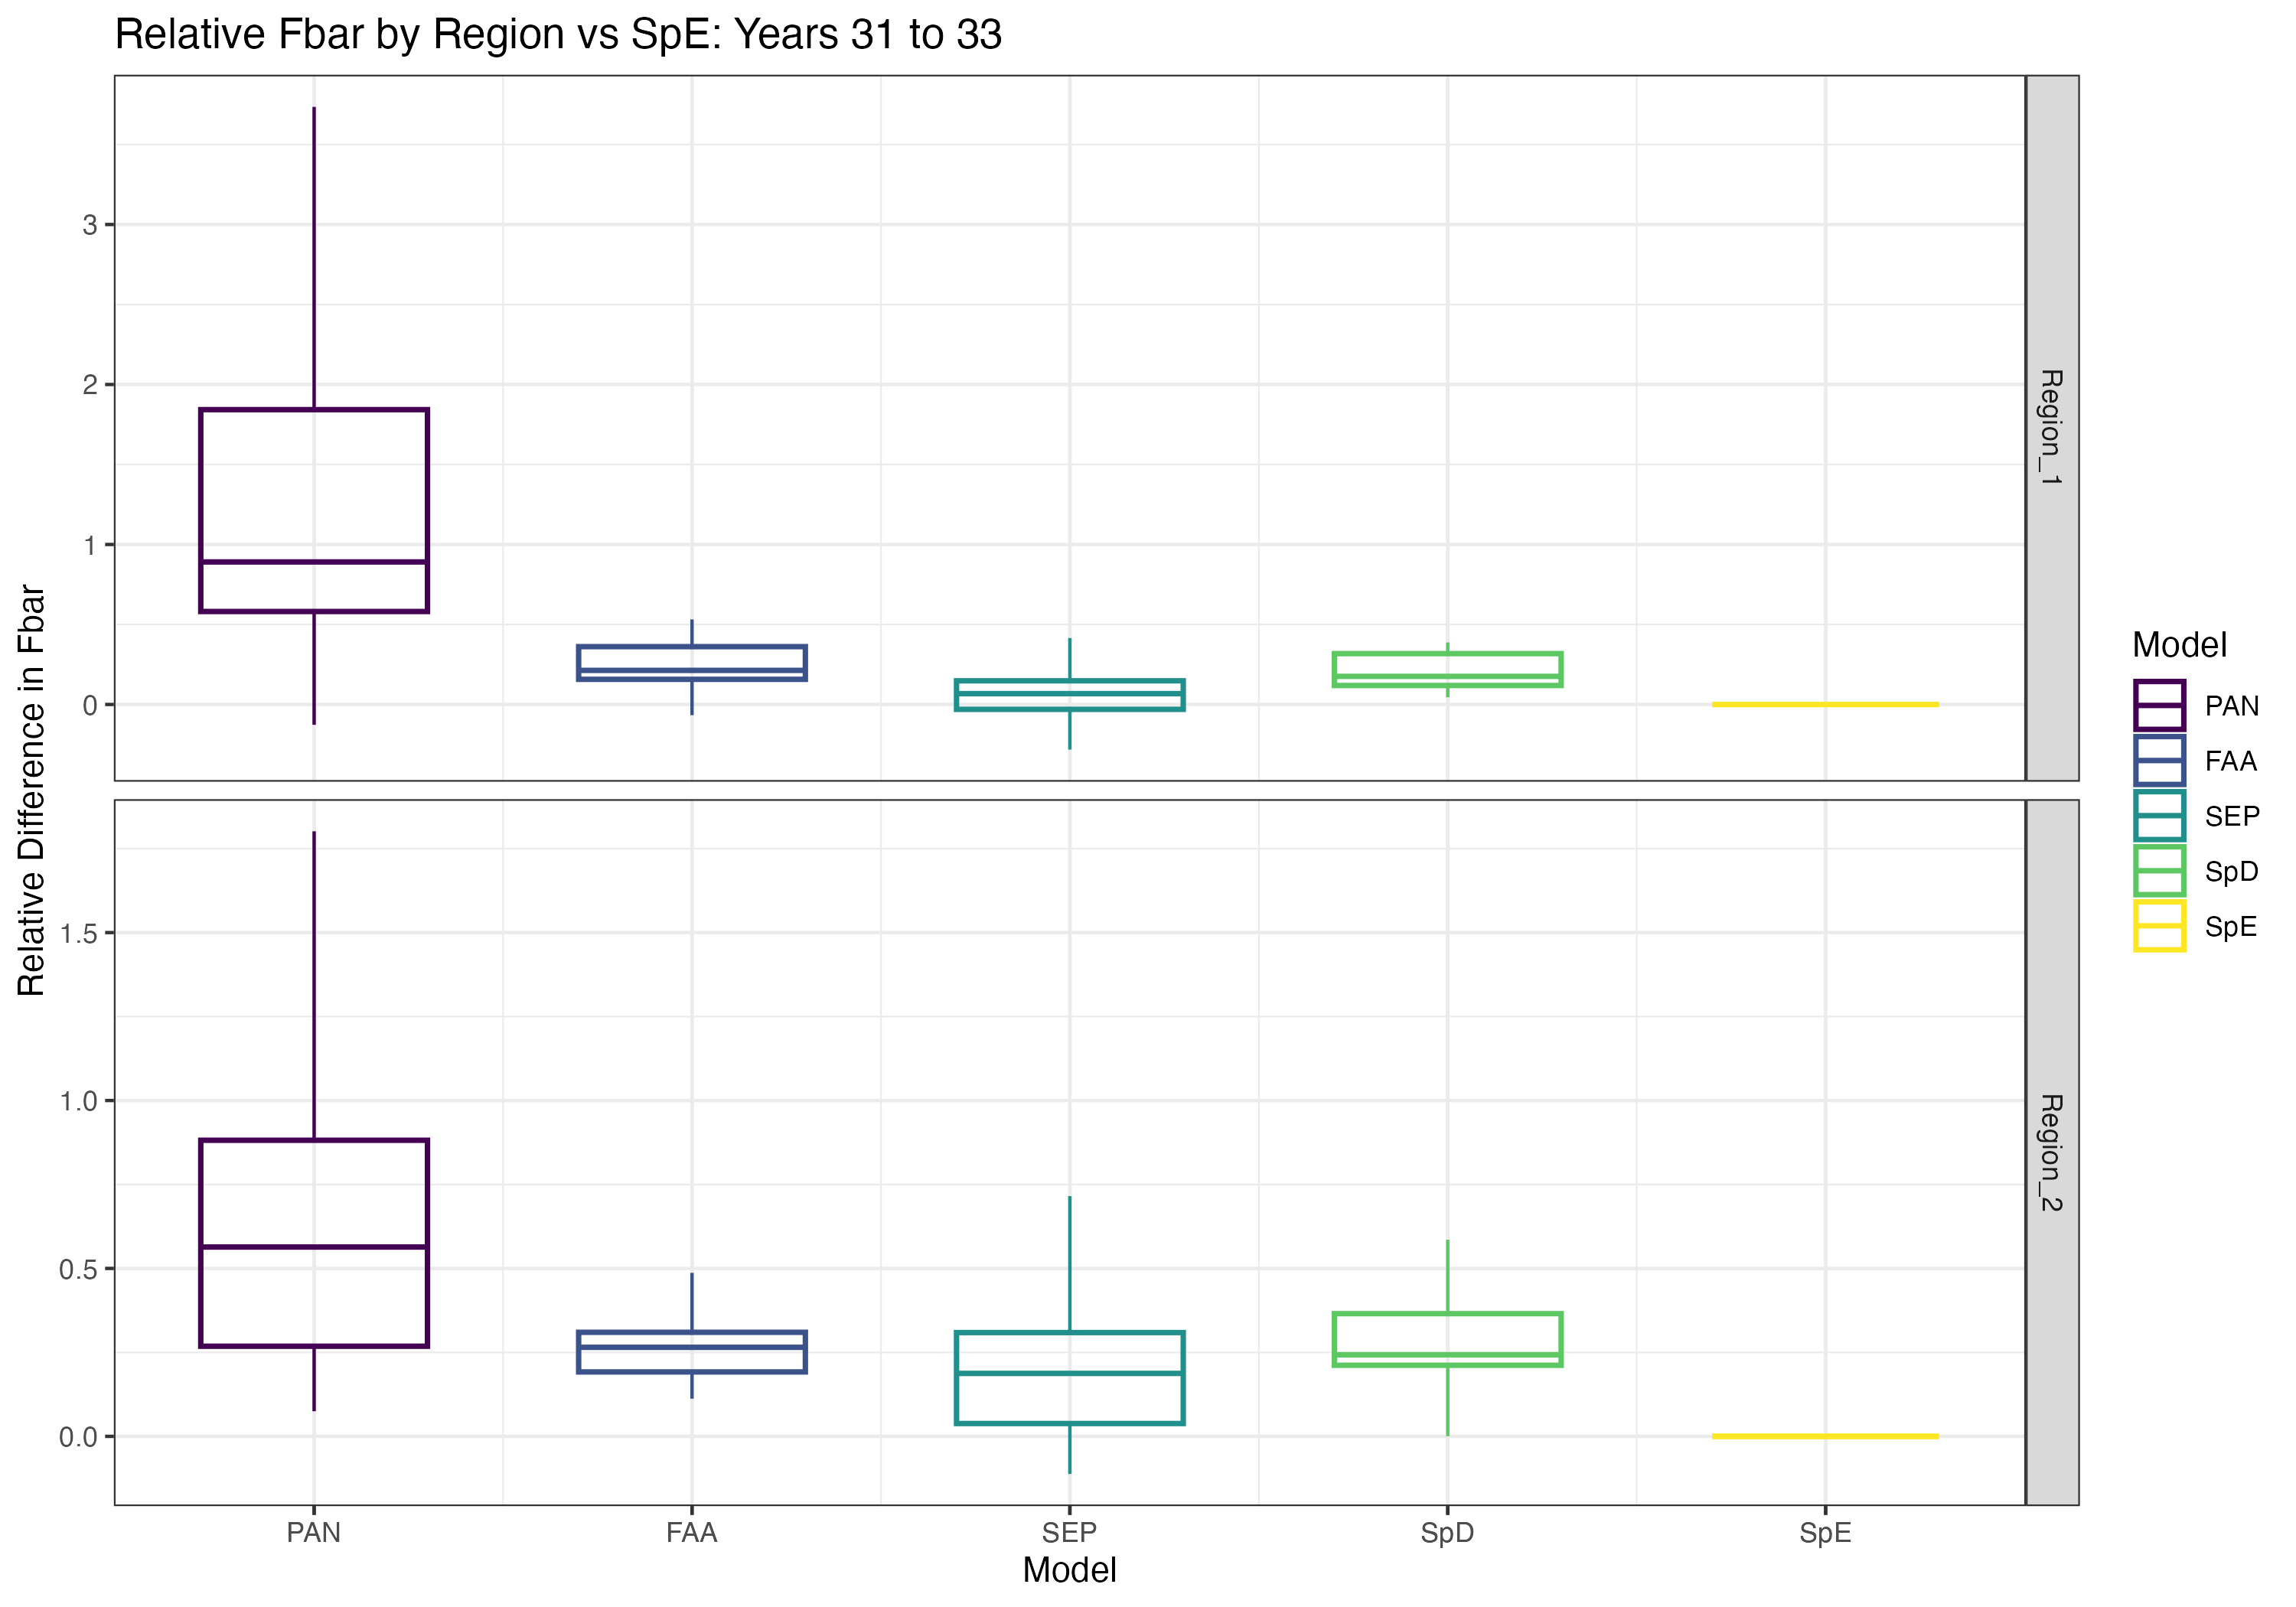 Relative Fbar by Region vs SpE: Years 31 to 33
Relative Difference in Fbar
3
2
1
0
Region_1
1.5
1.0
0.5
0.0
Region_2
PAN FAA SEP SpD SpE
Model
Model
PAN
FAA
SEP
SpD
SpE